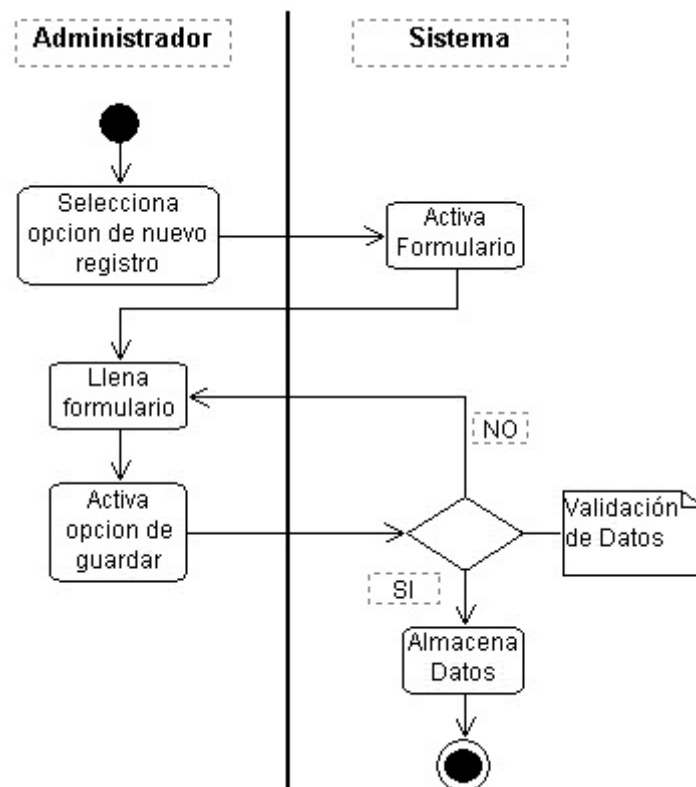 Administrador
Sistema
Selecciona
opcion de nuevo
registro
Activa
Formulario
Llena
formulario
NO
Activa
opcion de
guardar
Validación
de Datos
SI
Almacena
Datos